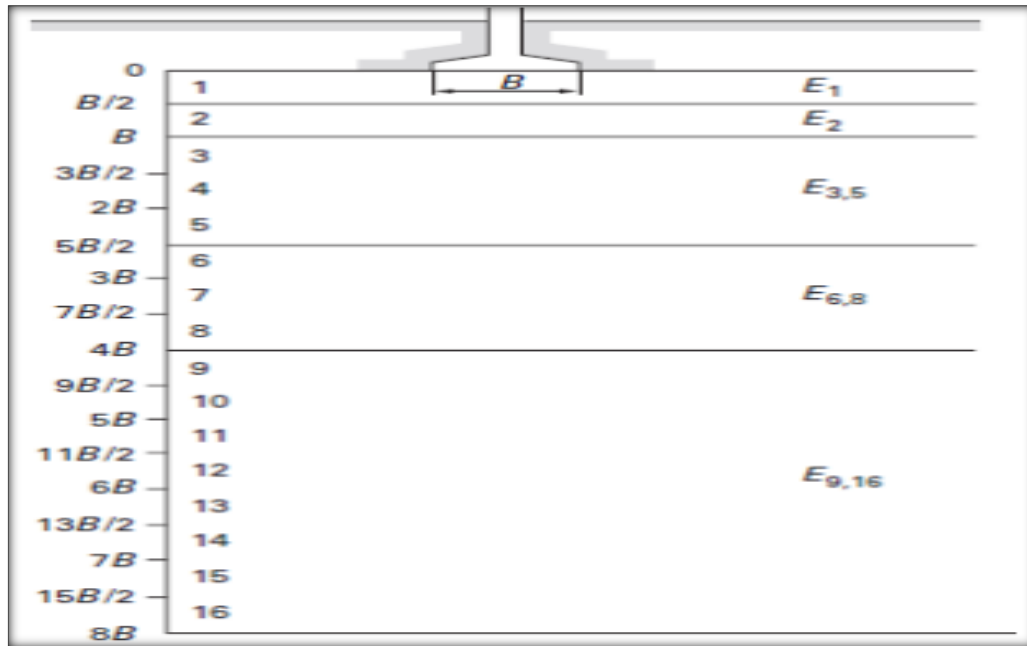 0
1 B E₁
B/2
2 E₂
B
3
3B/2
4 E₃,₅
2B
5
5B/2
6
3B
7 E₆,₈
7B/2
8
4B
9
9B/2
10
5B
11
11B/2
12 E₉,₁₆
6B
13
13B/2
14
7B
15
15B/2
16
8B